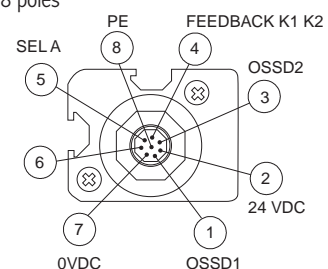 8 poles
PE
FEEDBACK K1 K2
SEL A
8
4
OSSD2
5
3
6
2
24 VDC
7
1
0VDC
OSSD1